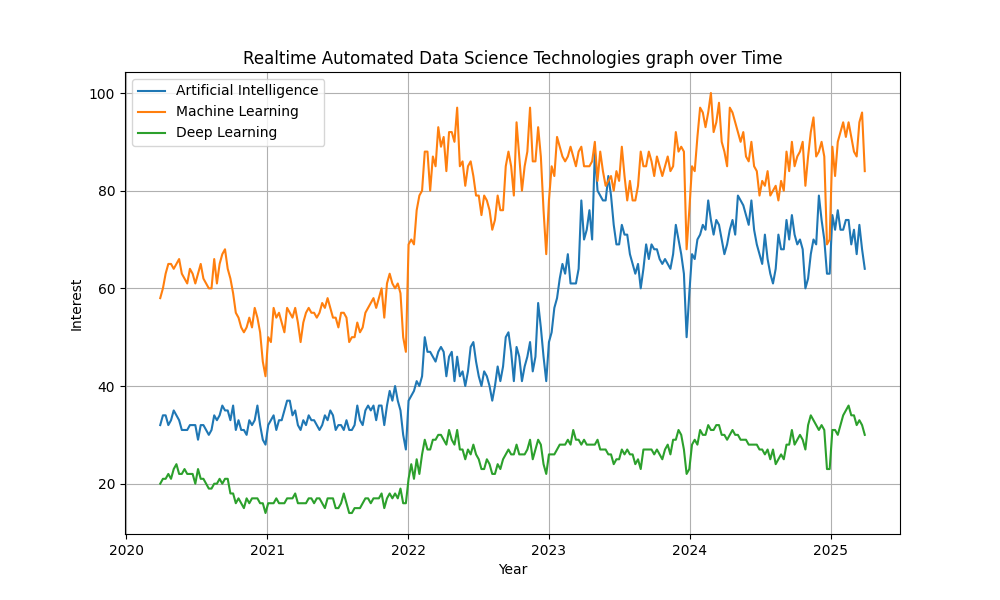 Realtime Automated Data Science Technologies graph over Time
Artificial Intelligence
Machine Learning
Deep Learning
100
80
60
40
20
Interest
2020 2021 2022 2023 2024 2025
Year